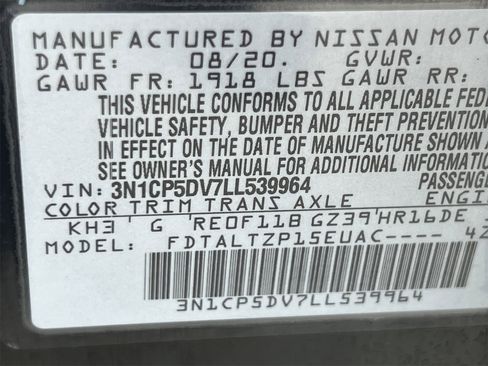 MANUFACTURED BY NISSAN MOTO
DATE: 08/20. GVWR:
GAWR FR: 1918 LBS GAWR RR:
THIS VEHICLE CONFORMS TO ALL APPLICABLE FEDE
VEHICLE SAFETY, BUMPER AND THEFT PREVENTION
IN EFFECT ON THE DATE OF MANUFACTURE SHOWN A
SEE OWNER'S MANUAL FOR ADDITIONAL INFORMATION
VIN: 3N1CP5DV7LL539964 PASSENGE
COLOR TRIM TRANS AXLE ENGI
KH3 G RE0F11B GZ39 HR16DE
MODEL: FDTALTZP15EUAC---- 42
3N1CP5DV7LL539964